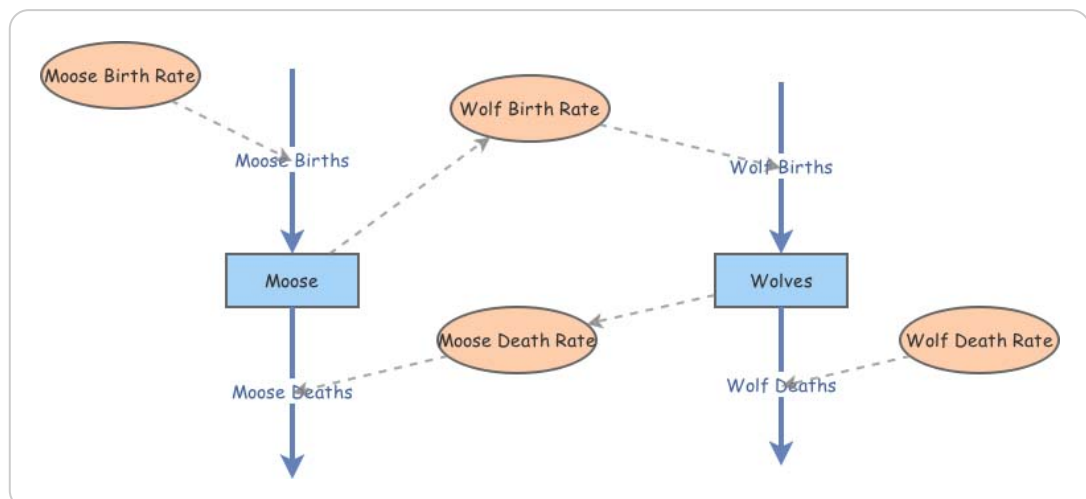 Moose Birth Rate
Wolf Birth Rate
Moose Births
Wolf Births
Moose
Wolves
Moose Death Rate
Wolf Death Rate
Moose Deaths
Wolf Deaths